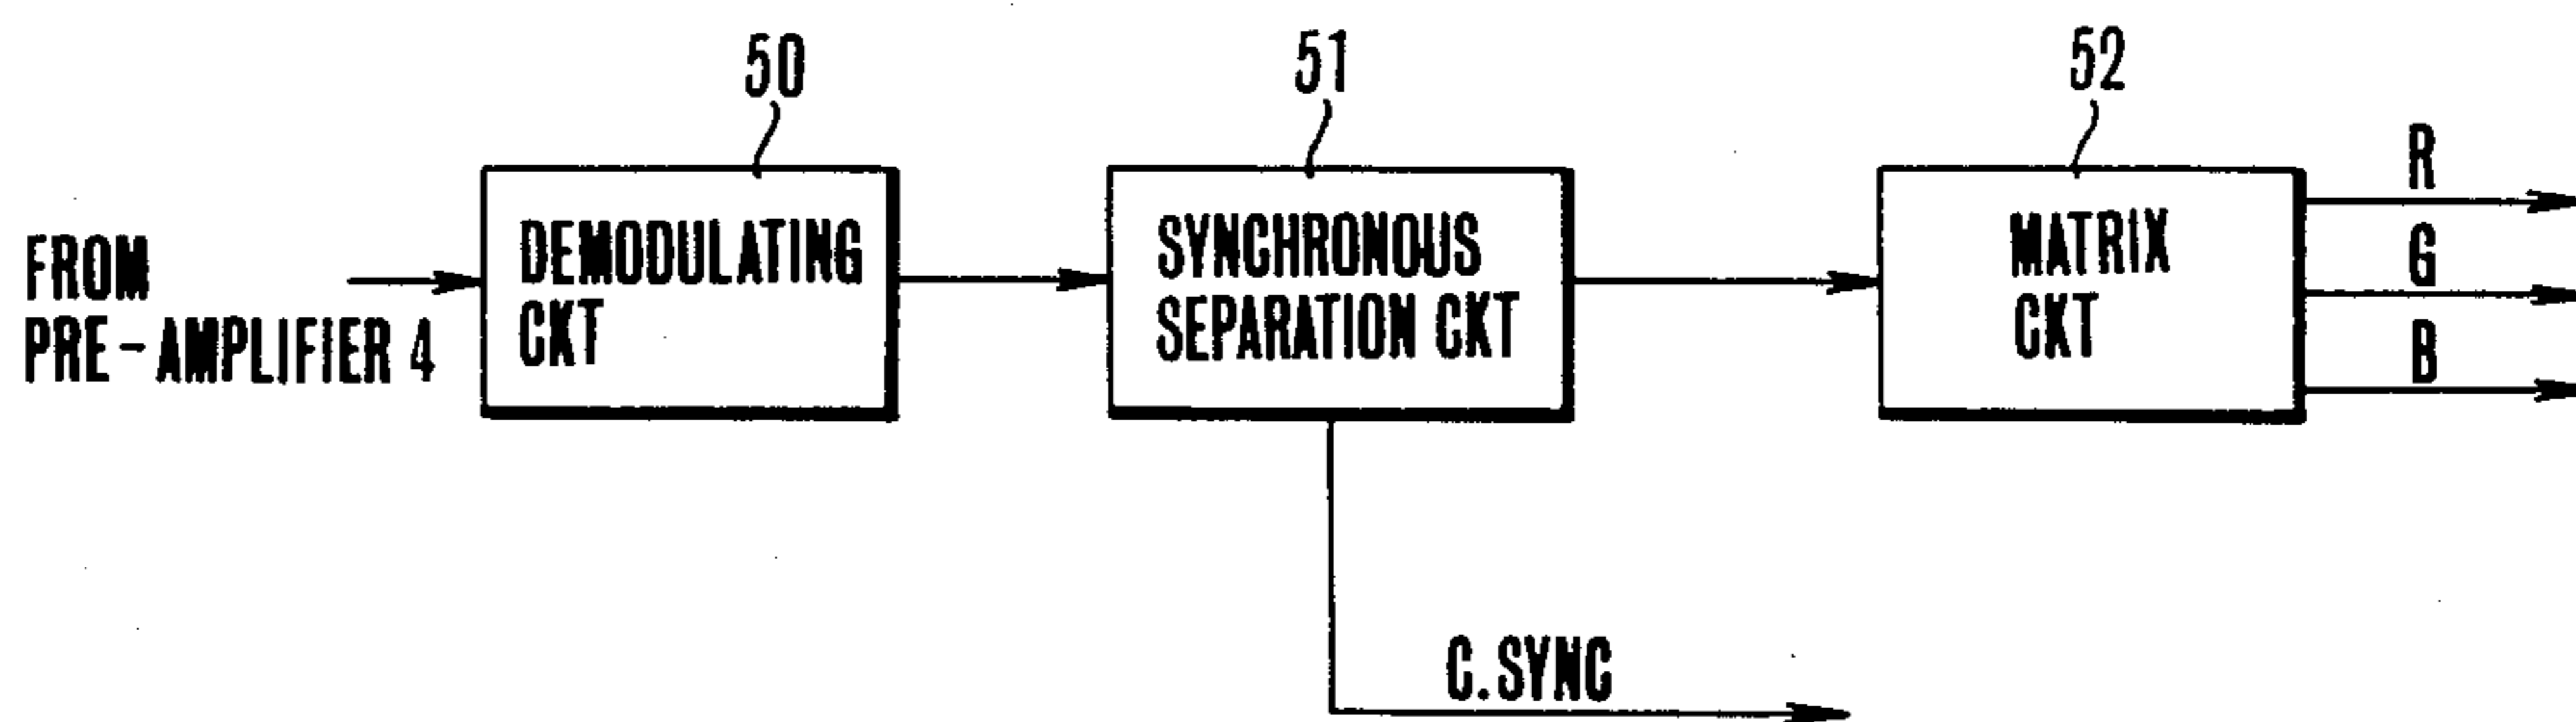 50
51
52
FROM
PRE-AMPLIFIER 4
DEMODULATING
CKT
SYNCHRONOUS
SEPARATION CKT
MATRIX
CKT
R
G
B
C.SYNC